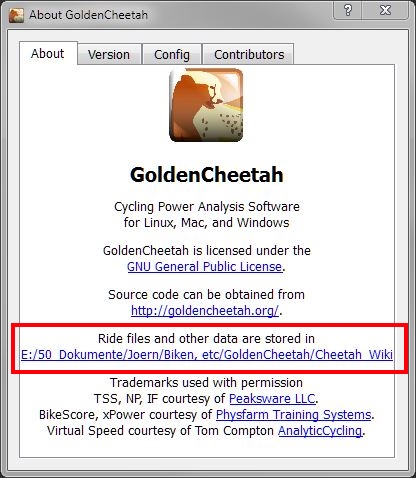 About GoldenCheetah
About Version Config Contributors
GoldenCheetah
Cycling Power Analysis Software
for Linux, Mac, and Windows
GoldenCheetah is licensed under the
GNU General Public License.
Source code can be obtained from
http://goldencheetah.org/.
Ride files and other data are stored in
E:/50_Dokumente/Joern/Biken, etc/GoldenCheetah/Cheetah_Wiki
Trademarks used with permission
TSS, NP, IF courtesy of Peaksware LLC.
BikeScore, xPower courtesy of Physfarm Training Systems.
Virtual Speed courtesy of Tom Compton AnalyticCycling.